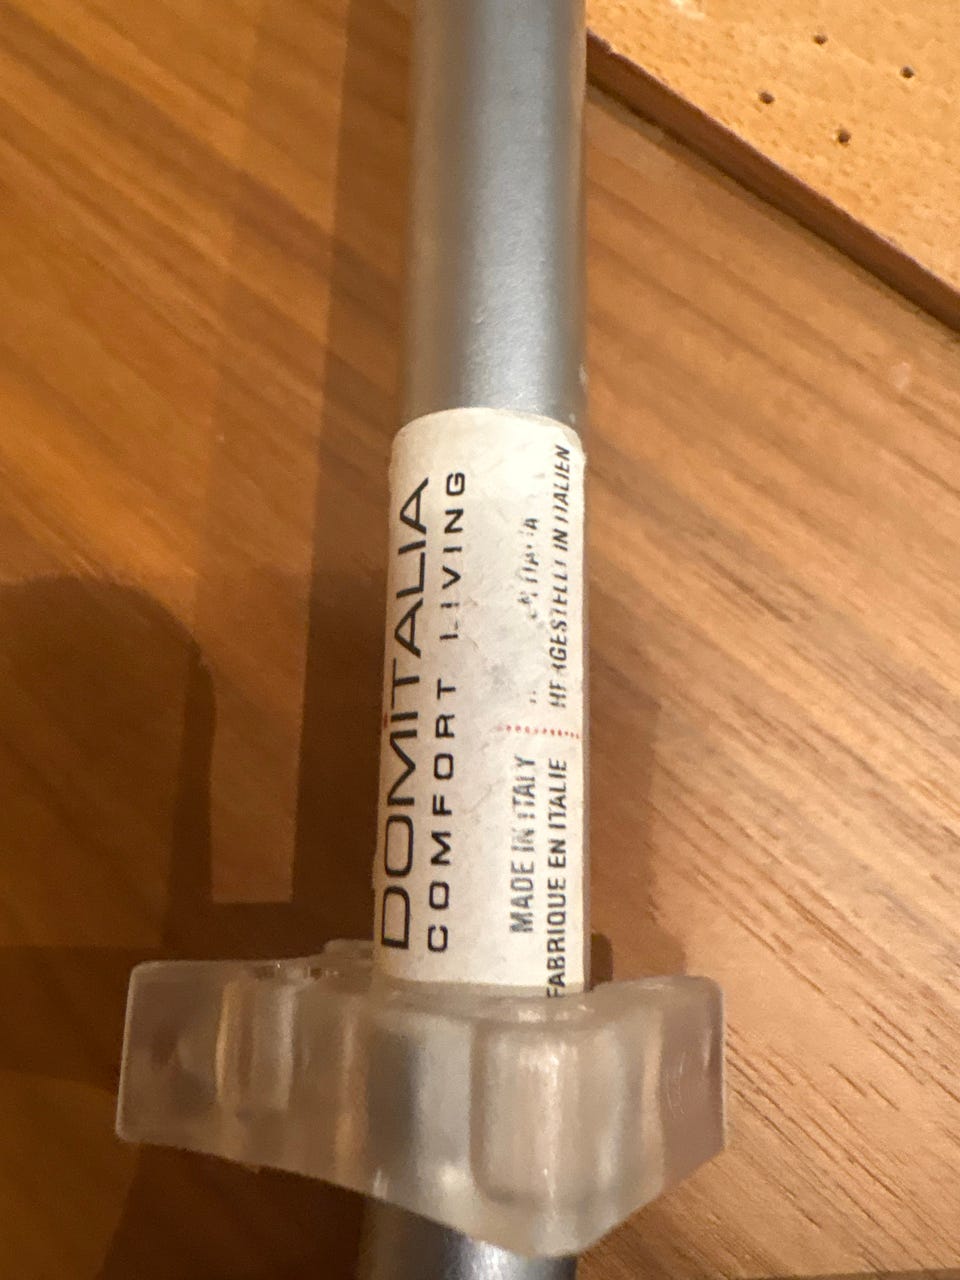 DOMITALIA
COMFORT LIVING
MADE IN ITALY
FABRIQUE EN ITALIE
HERGESTELLT IN ITALIEN